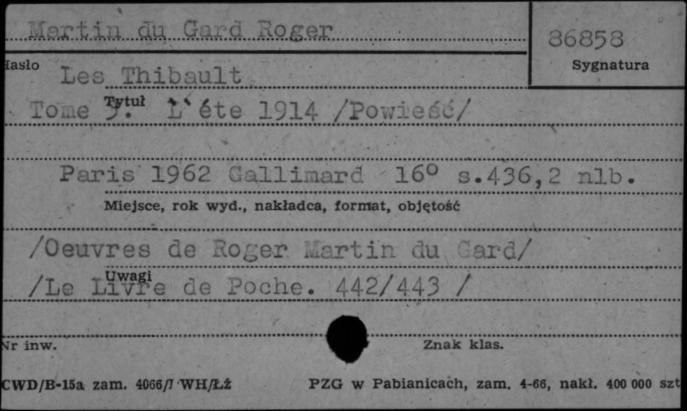 Martin du Gard Roger
86858
Hasło
Sygnatura
Les Thibault
Tytuł
Tome 3. L'éte 1914 /Powieść/
Paris 1962 Gallimard 16º s.436,2 nlb.
Miejsce, rok wyd., nakładca, format, objętość
/Oeuvres de Roger Martin du Gard/
Uwagi
/Le Livre de Poche. 442/443 /
Nr inw.
Znak klas.
CWD/B-15a zam. 4066/I WH/Łż
PZG w Pabianicach, zam. 4-66, nakł. 400 000 szt